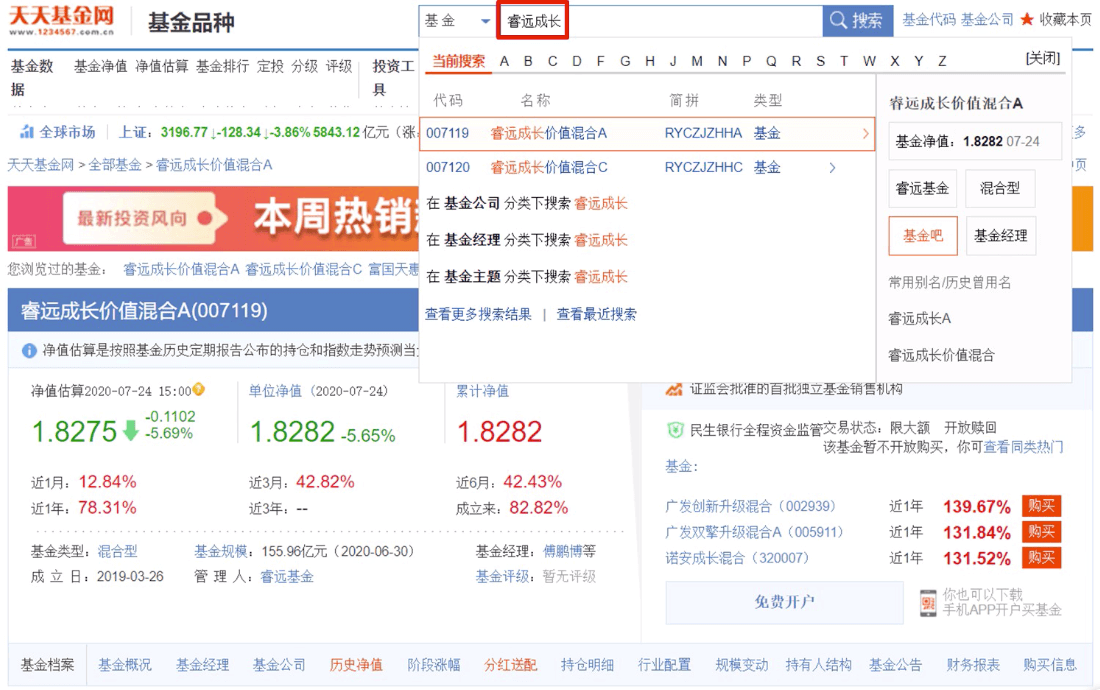 天天基金网
www.1234567.com.cn
基金品种
基金
睿远成长
搜索
基金代码 基金公司 ★ 收藏本页
基金数据
基金净值 净值估算 基金排行 定投 分级 评级
投资工具
当前搜索 A B C D F G H J M N P Q R S T W X Y Z
[关闭]
代码 名称 简拼 类型
007119 睿远成长价值混合A RYCZJZHHA 基金
007120 睿远成长价值混合C RYCZJZHHC 基金
在 基金公司 分类下搜索 睿远成长
在 基金经理 分类下搜索 睿远成长
在 基金主题 分类下搜索 睿远成长
查看更多搜索结果 | 查看最近搜索
睿远成长价值混合A
基金净值：1.8282 07-24
睿远基金 混合型
基金吧 基金经理
常用别名/历史曾用名
睿远成长A
睿远成长价值混合
全球市场
上证：3196.77↓-128.34↓-3.86% 5843.12亿元
天天基金网 > 全部基金 > 睿远成长价值混合A
最新投资风向
本周热销
广告
您浏览过的基金： 睿远成长价值混合A 睿远成长价值混合C 富国天惠
睿远成长价值混合A(007119)
净值估算是按照基金历史定期报告公布的持仓和指数走势预测当
净值估算2020-07-24 15:00
1.8275 -0.1102
-5.69%
单位净值（2020-07-24）
1.8282 -5.65%
累计净值
1.8282
近1月：12.84% 近3月：42.82% 近6月：42.43%
近1年：78.31% 近3年：-- 成立来：82.82%
基金类型：混合型 基金规模：155.96亿元（2020-06-30） 基金经理：傅鹏博等
成 立 日：2019-03-26 管 理 人：睿远基金 基金评级：暂无评级
证监会批准的首批独立基金销售机构
民生银行全程资金监管
交易状态：限大额 开放赎回
该基金暂不开放购买，你可查看同类热门
基金：
广发创新升级混合（002939） 近1年 139.67% 购买
广发双擎升级混合A（005911） 近1年 131.84% 购买
诺安成长混合（320007） 近1年 131.52% 购买
免费开户
你也可以下载
手机APP开户买基金
基金档案 基金概况 基金经理 基金公司 历史净值 阶段涨幅 分红送配 持仓明细 行业配置 规模变动 持有人结构 基金公告 财务报表 购买信息